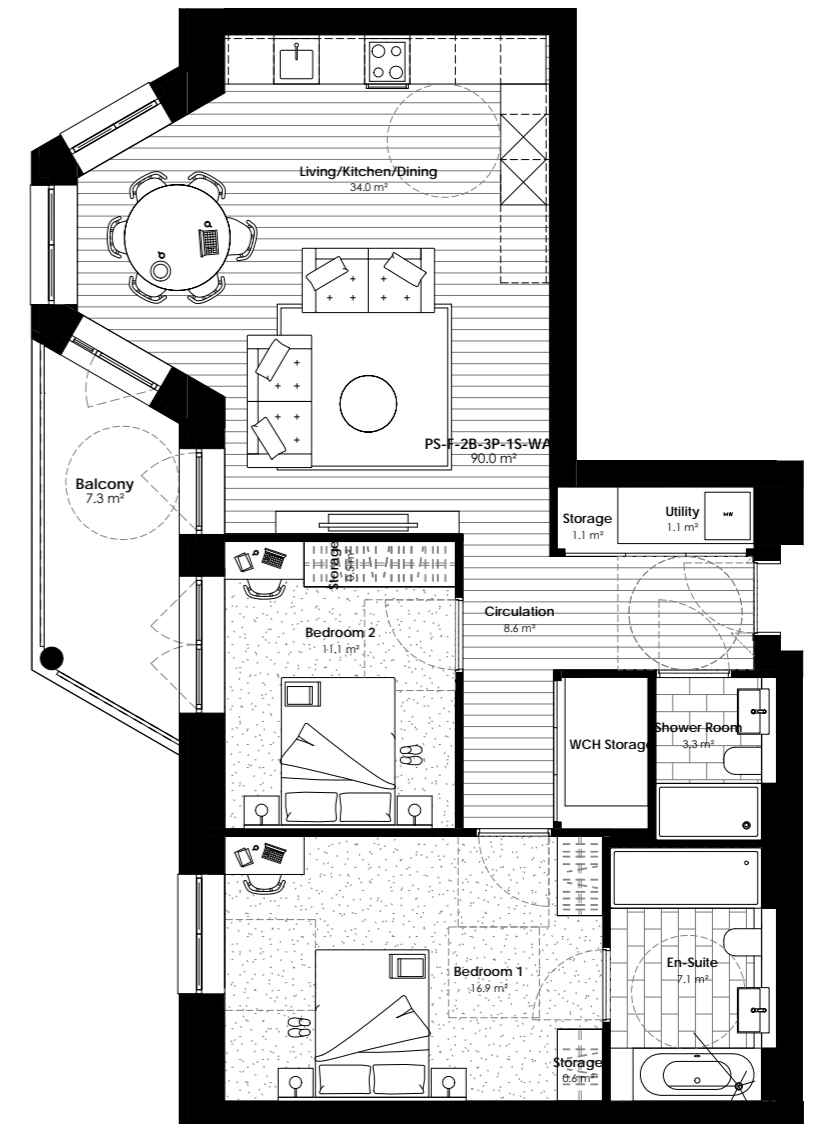 Living/Kitchen/Dining
34.0 m²
PS-F-2B-3P-1S-WA
90.0 m²
Balcony
7.3 m²
Storage
1.1 m²
Utility
1.1 m²
MW
Storage
0.5 m²
Circulation
8.6 m²
Bedroom 2
11.1 m²
Shower Room
3.3 m²
WCH Storage
Bedroom 1
16.9 m²
En-Suite
7.1 m²
Storage
0.6 m²